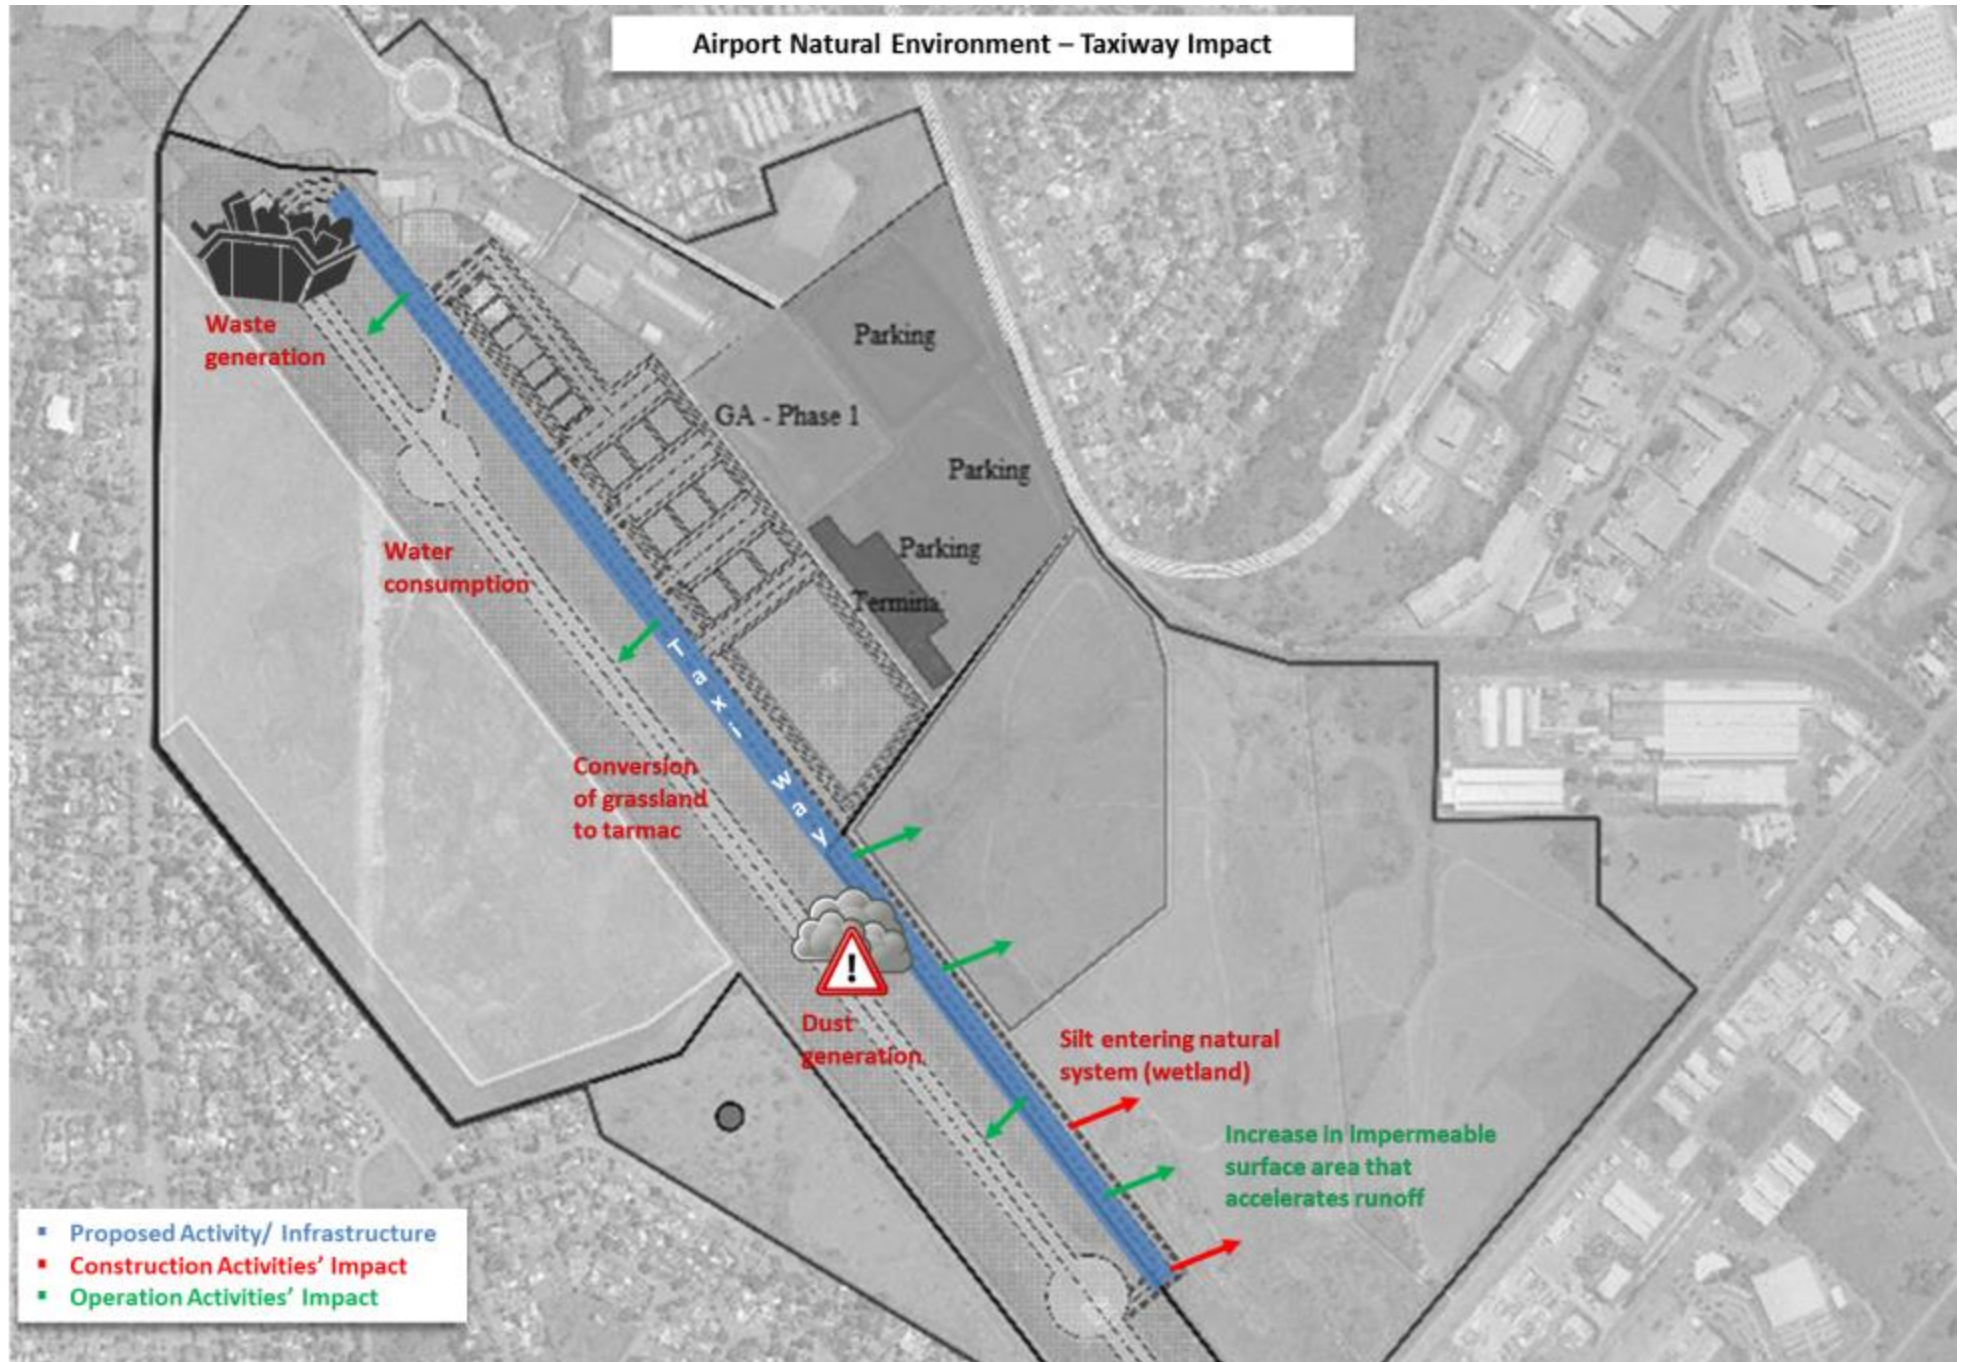 Airport Natural Environment – Taxiway Impact
Parking
Waste
generation
GA - Phase 1
Parking
Water
consumption
Parking
Termina
Taxiway
Conversion
of grassland
to tarmac
!
Dust
generation
Silt entering natural
system (wetland)
Increase in Impermeable
surface area that
accelerates runoff
Proposed Activity/ Infrastructure
Construction Activities’ Impact
Operation Activities’ Impact